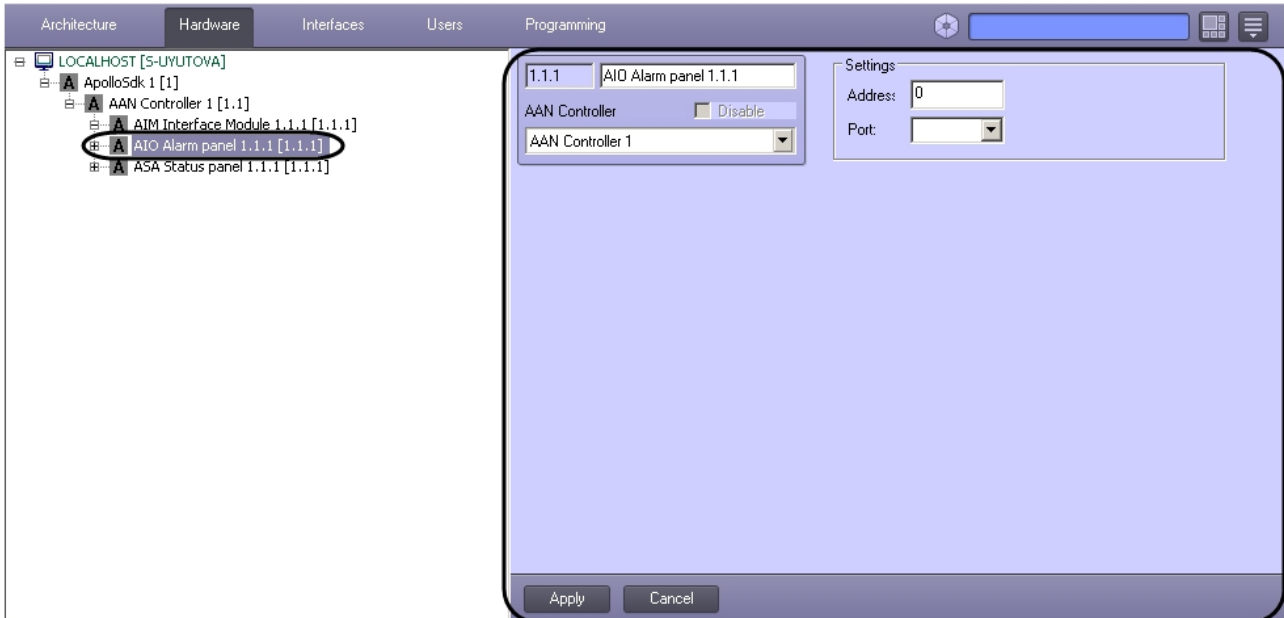 Architecture Hardware Interfaces Users Programming
LOCALHOST [S-UYUTOVA]
A ApolloSdk 1 [1]
A AAN Controller 1 [1.1]
A AIM Interface Module 1.1.1 [1.1.1]
A AIO Alarm panel 1.1.1 [1.1.1]
A ASA Status panel 1.1.1 [1.1.1]
1.1.1 AIO Alarm panel 1.1.1
AAN Controller Disable
AAN Controller 1
Settings
Address: 0
Port:
Apply Cancel